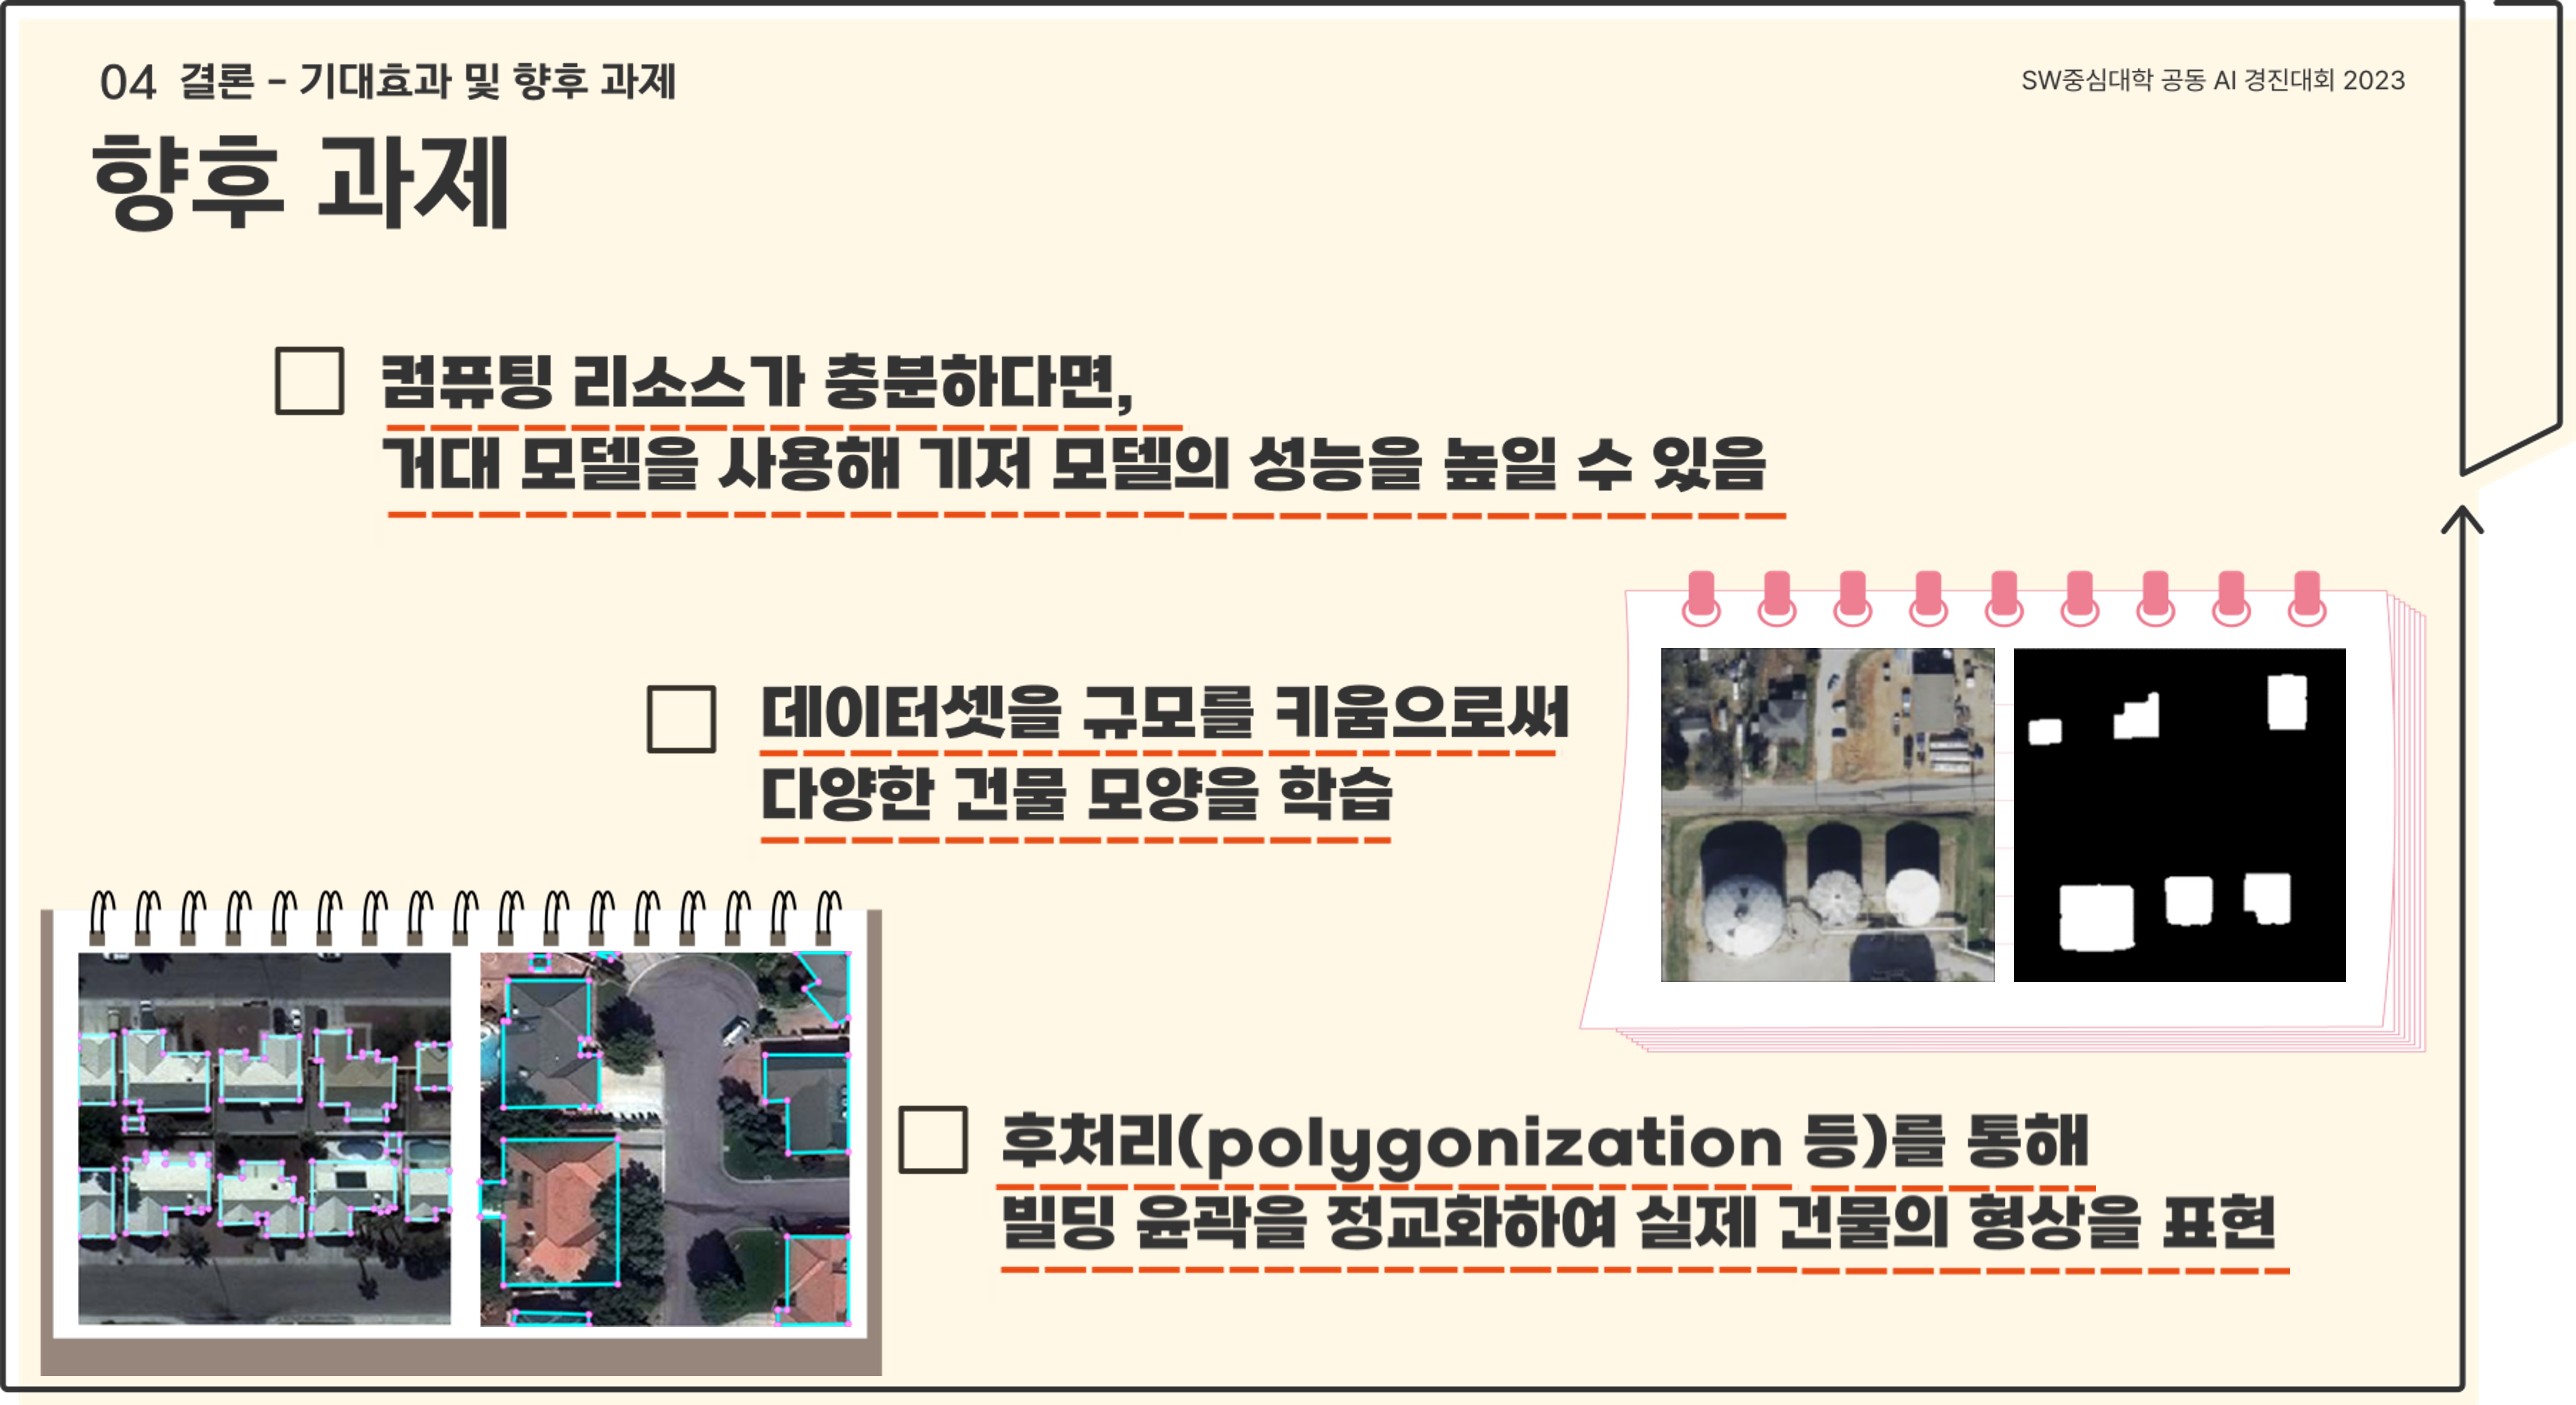 04 결론 - 기대효과 및 향후 과제
SW중심대학 공동 AI 경진대회 2023
향후 과제
컴퓨팅 리소스가 충분하다면,
거대 모델을 사용해 기저 모델의 성능을 높일 수 있음
데이터셋을 규모를 키움으로써
다양한 건물 모양을 학습
후처리(polygonization 등)를 통해
빌딩 윤곽을 정교화하여 실제 건물의 형상을 표현